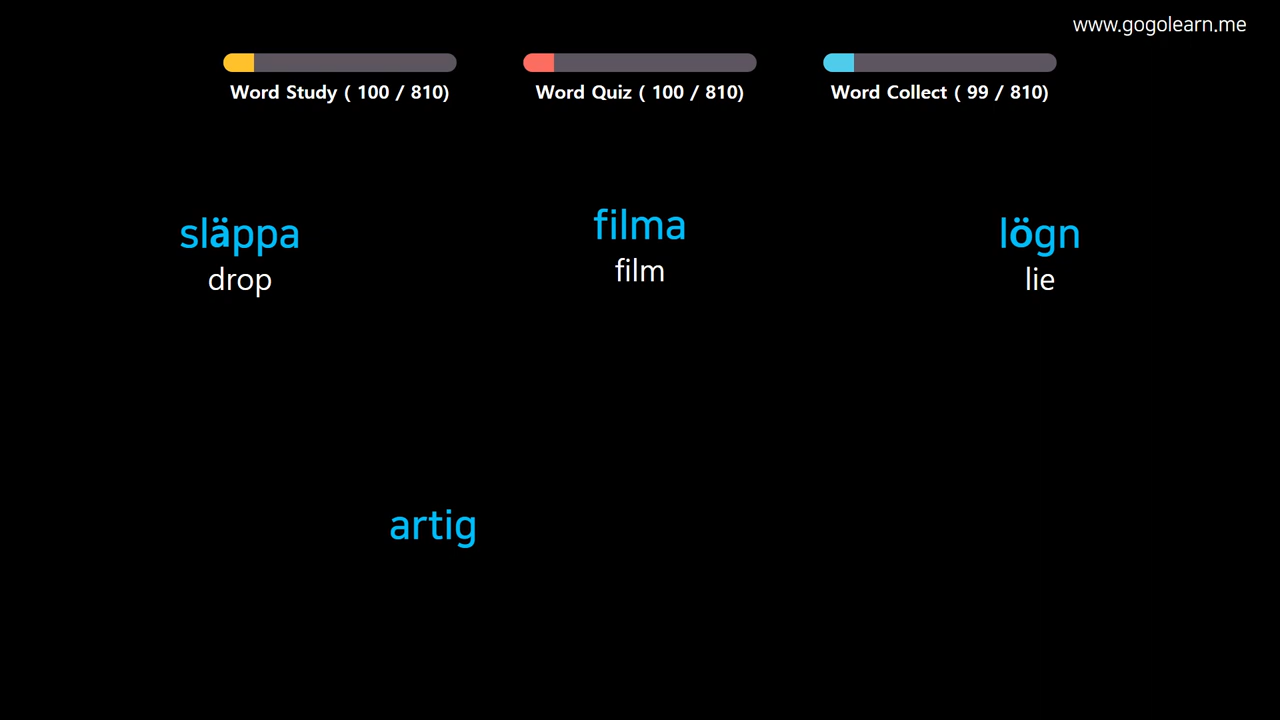 www.gogolearn.me
Word Study ( 100 / 810)
Word Quiz ( 100 / 810)
Word Collect ( 99 / 810)
släppa
drop
filma
film
lögn
lie
artig